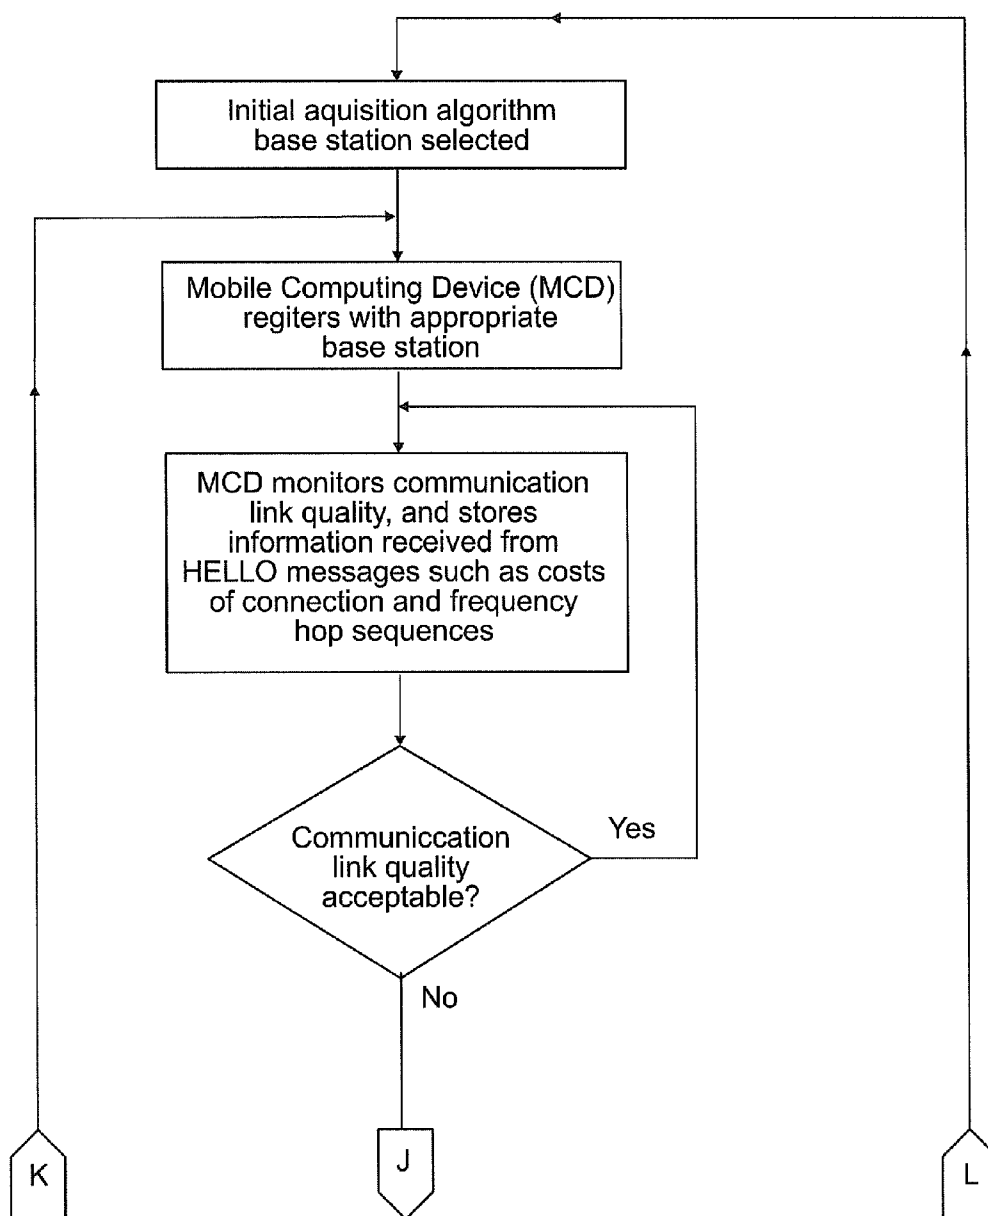 Initial aquisition algorithm
base station selected
Mobile Computing Device (MCD)
regiters with appropriate
base station
MCD monitors communication
link quality, and stores
information received from
HELLO messages such as costs
of connection and frequency
hop sequences
Communiccation
link quality
acceptable?
Yes
No
K
J
L